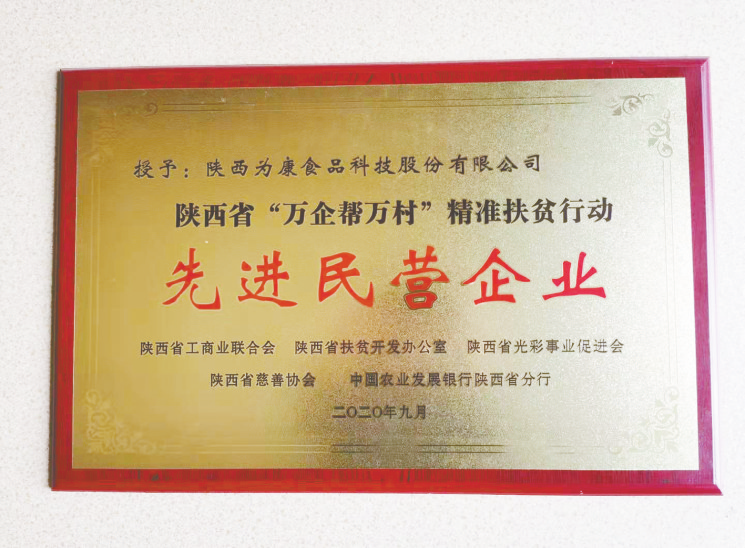 授予：陕西为康食品科技股份有限公司
陕西省“万企帮万村”精准扶贫行动
先进民营企业
陕西省工商业联合会 陕西省扶贫开发办公室 陕西省光彩事业促进会
陕西省慈善协会 中国农业发展银行陕西省分行
二〇二〇年九月